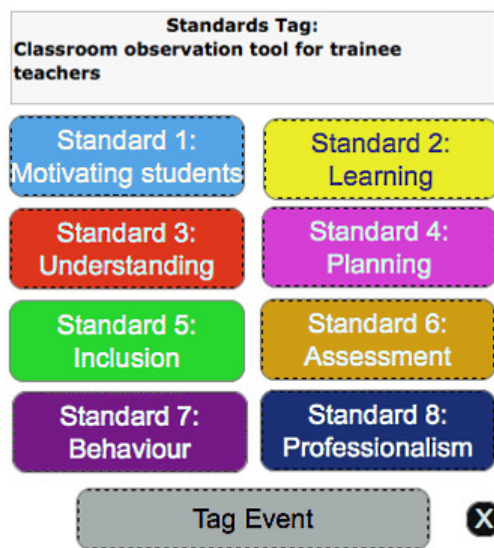 Standards Tag:
Classroom observation tool for trainee
teachers
Standard 1:
Motivating students
Standard 2:
Learning
Standard 3:
Understanding
Standard 4:
Planning
Standard 5:
Inclusion
Standard 6:
Assessment
Standard 7:
Behaviour
Standard 8:
Professionalism
Tag Event
X